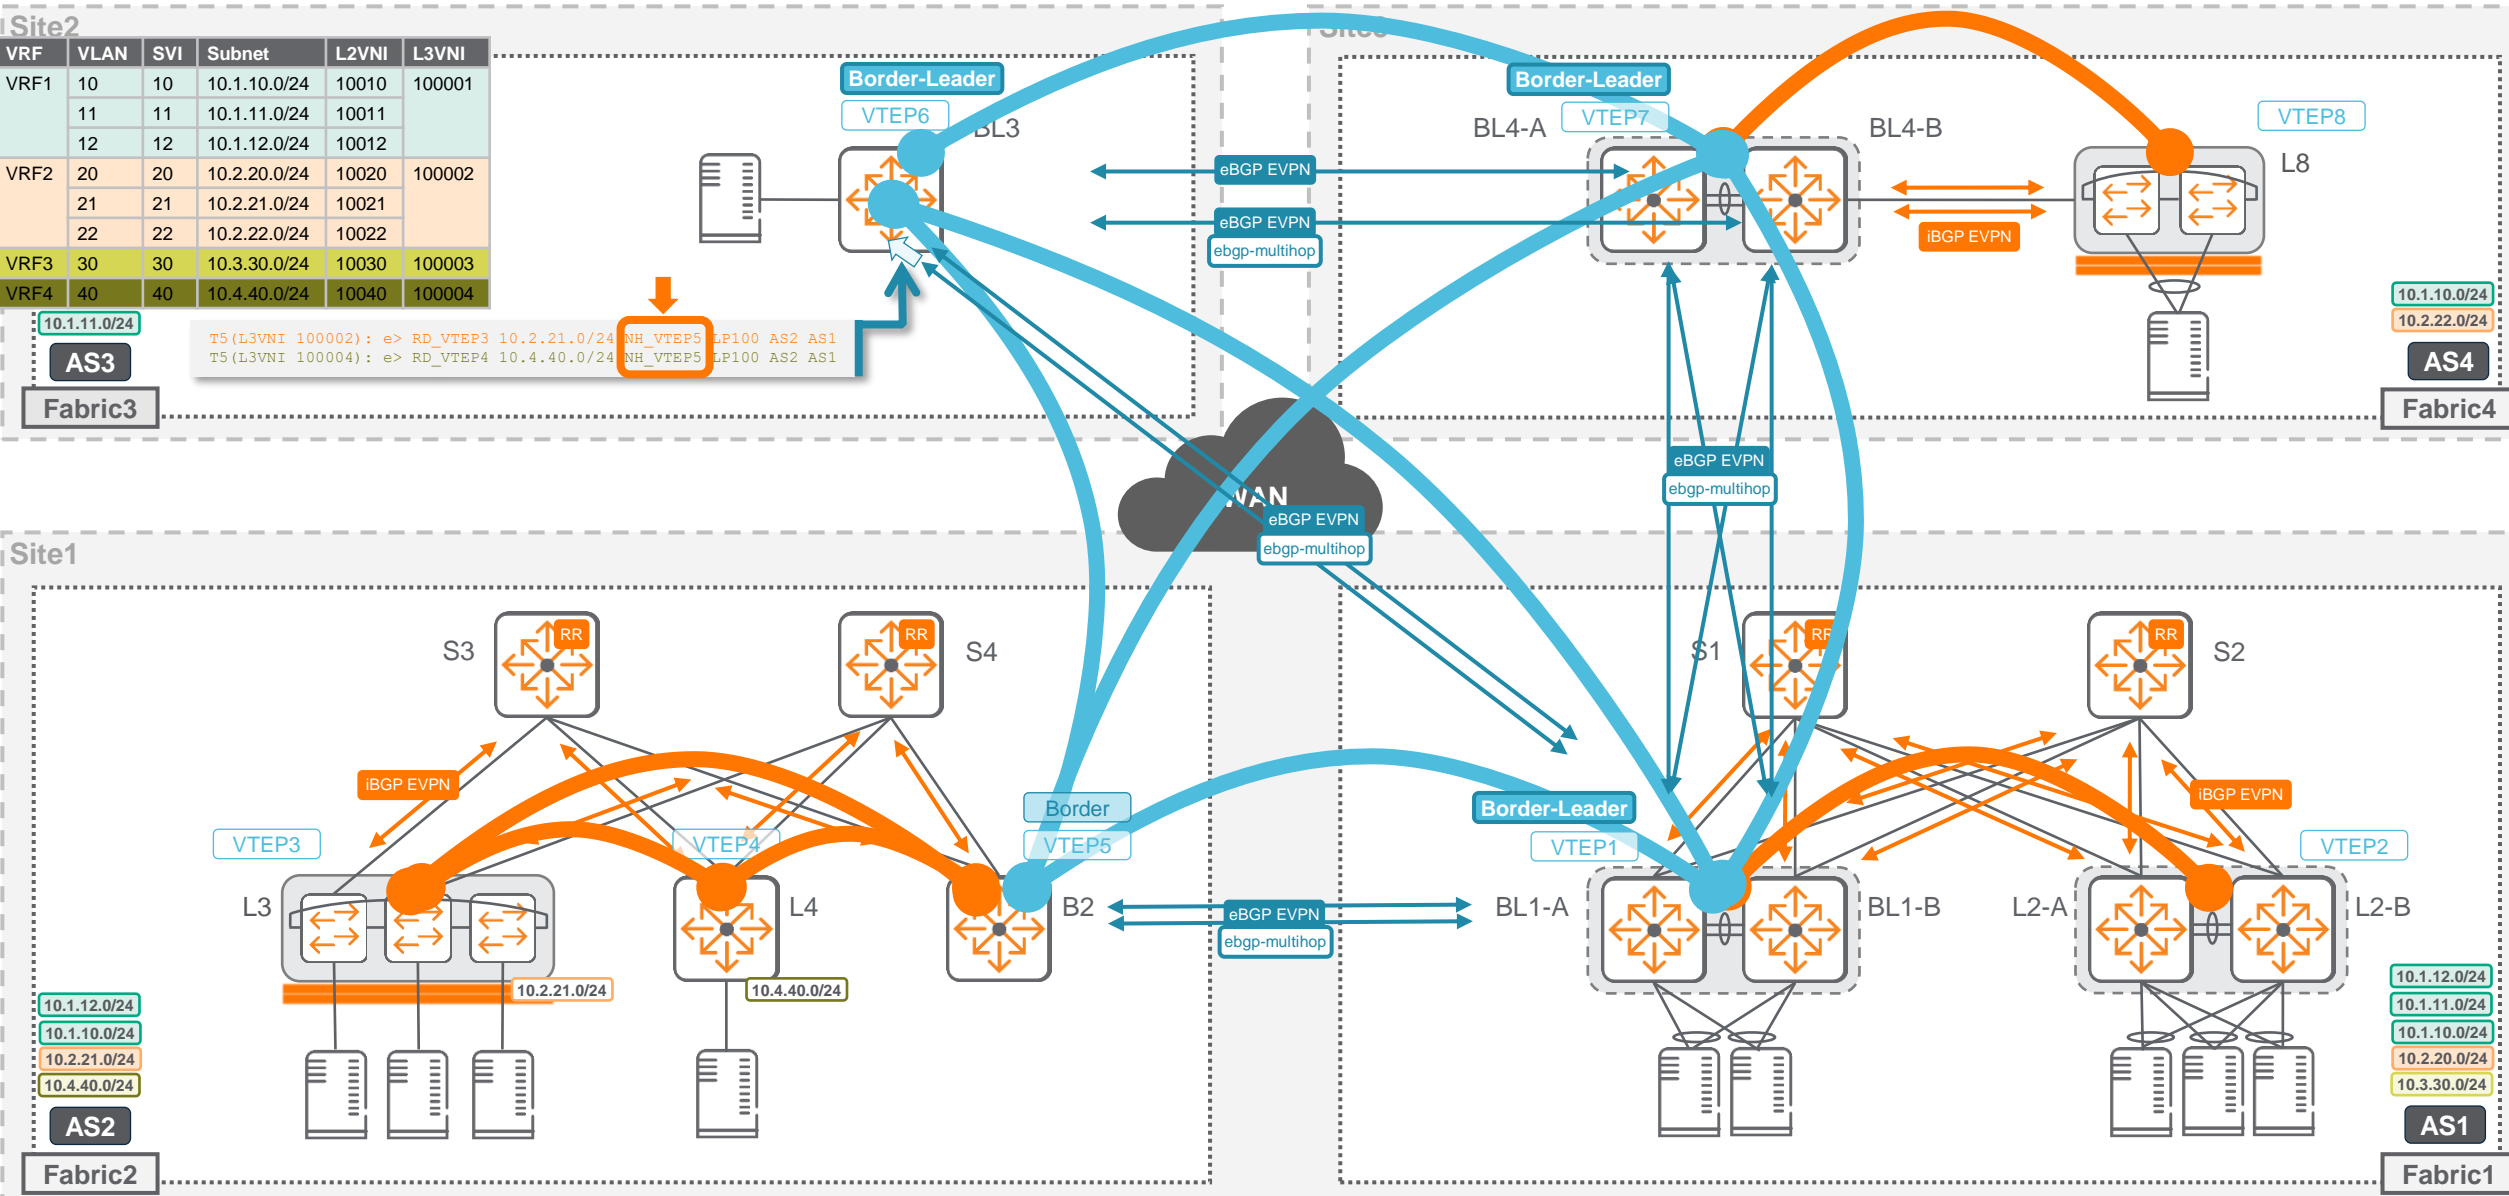 Site2
VRF VLAN SVI Subnet L2VNI L3VNI
VRF1 10 10 10.1.10.0/24 10010 100001
11 11 10.1.11.0/24 10011
12 12 10.1.12.0/24 10012
VRF2 20 20 10.2.20.0/24 10020 100002
21 21 10.2.21.0/24 10021
22 22 10.2.22.0/24 10022
VRF3 30 30 10.3.30.0/24 10030 100003
VRF4 40 40 10.4.40.0/24 10040 100004
10.1.11.0/24
AS3
Fabric3
T5(L3VNI 100002): e> RD_VTEP3 10.2.21.0/24 NH_VTEP5 LP100 AS2 AS1
T5(L3VNI 100004): e> RD_VTEP4 10.4.40.0/24 NH_VTEP5 LP100 AS2 AS1
Border-Leader
VTEP6
BL3
eBGP EVPN
eBGP EVPN
ebgp-multihop
Border-Leader
BL4-A
VTEP7
BL4-B
VTEP8
L8
iBGP EVPN
10.1.10.0/24
10.2.22.0/24
AS4
Fabric4
WAN
eBGP EVPN
ebgp-multihop
eBGP EVPN
ebgp-multihop
Site1
S3
RR
RR
S4
iBGP EVPN
VTEP3
VTEP4
Border
VTEP5
L3
L4
B2
10.2.21.0/24
10.4.40.0/24
10.1.12.0/24
10.1.10.0/24
10.2.21.0/24
10.4.40.0/24
AS2
Fabric2
eBGP EVPN
ebgp-multihop
S1
RR
RR
S2
Border-Leader
iBGP EVPN
VTEP1
VTEP2
BL1-A
BL1-B
L2-A
L2-B
10.1.12.0/24
10.1.11.0/24
10.1.10.0/24
10.2.20.0/24
10.3.30.0/24
AS1
Fabric1